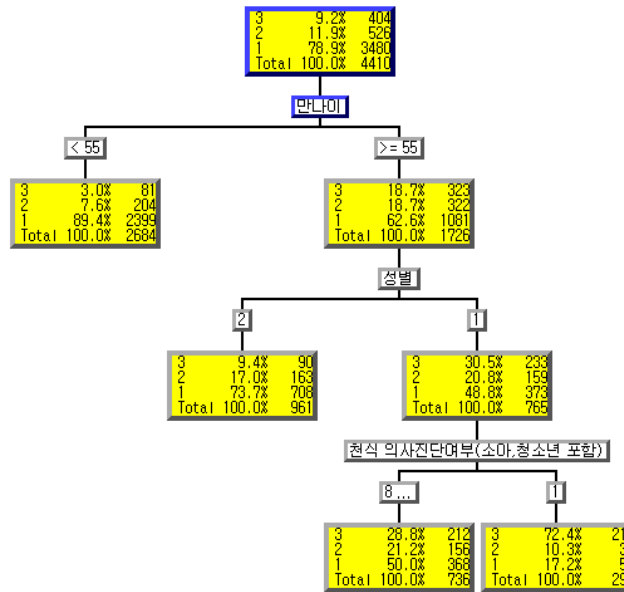 3 9.2% 404
2 11.9% 526
1 78.9% 3480
Total 100.0% 4410
만나이
< 55
>= 55
3 3.0% 81
2 7.6% 204
1 89.4% 2399
Total 100.0% 2684
3 18.7% 323
2 18.7% 322
1 62.6% 1081
Total 100.0% 1726
성별
2
1
3 9.4% 90
2 17.0% 163
1 73.7% 708
Total 100.0% 961
3 30.5% 233
2 20.8% 159
1 48.8% 373
Total 100.0% 765
천식 의사진단여부(소아,청소년 포함)
8...
1
3 28.8% 212
2 21.2% 156
1 50.0% 368
Total 100.0% 736
3 72.4% 21
2 10.3% 3
1 17.2% 5
Total 100.0% 29